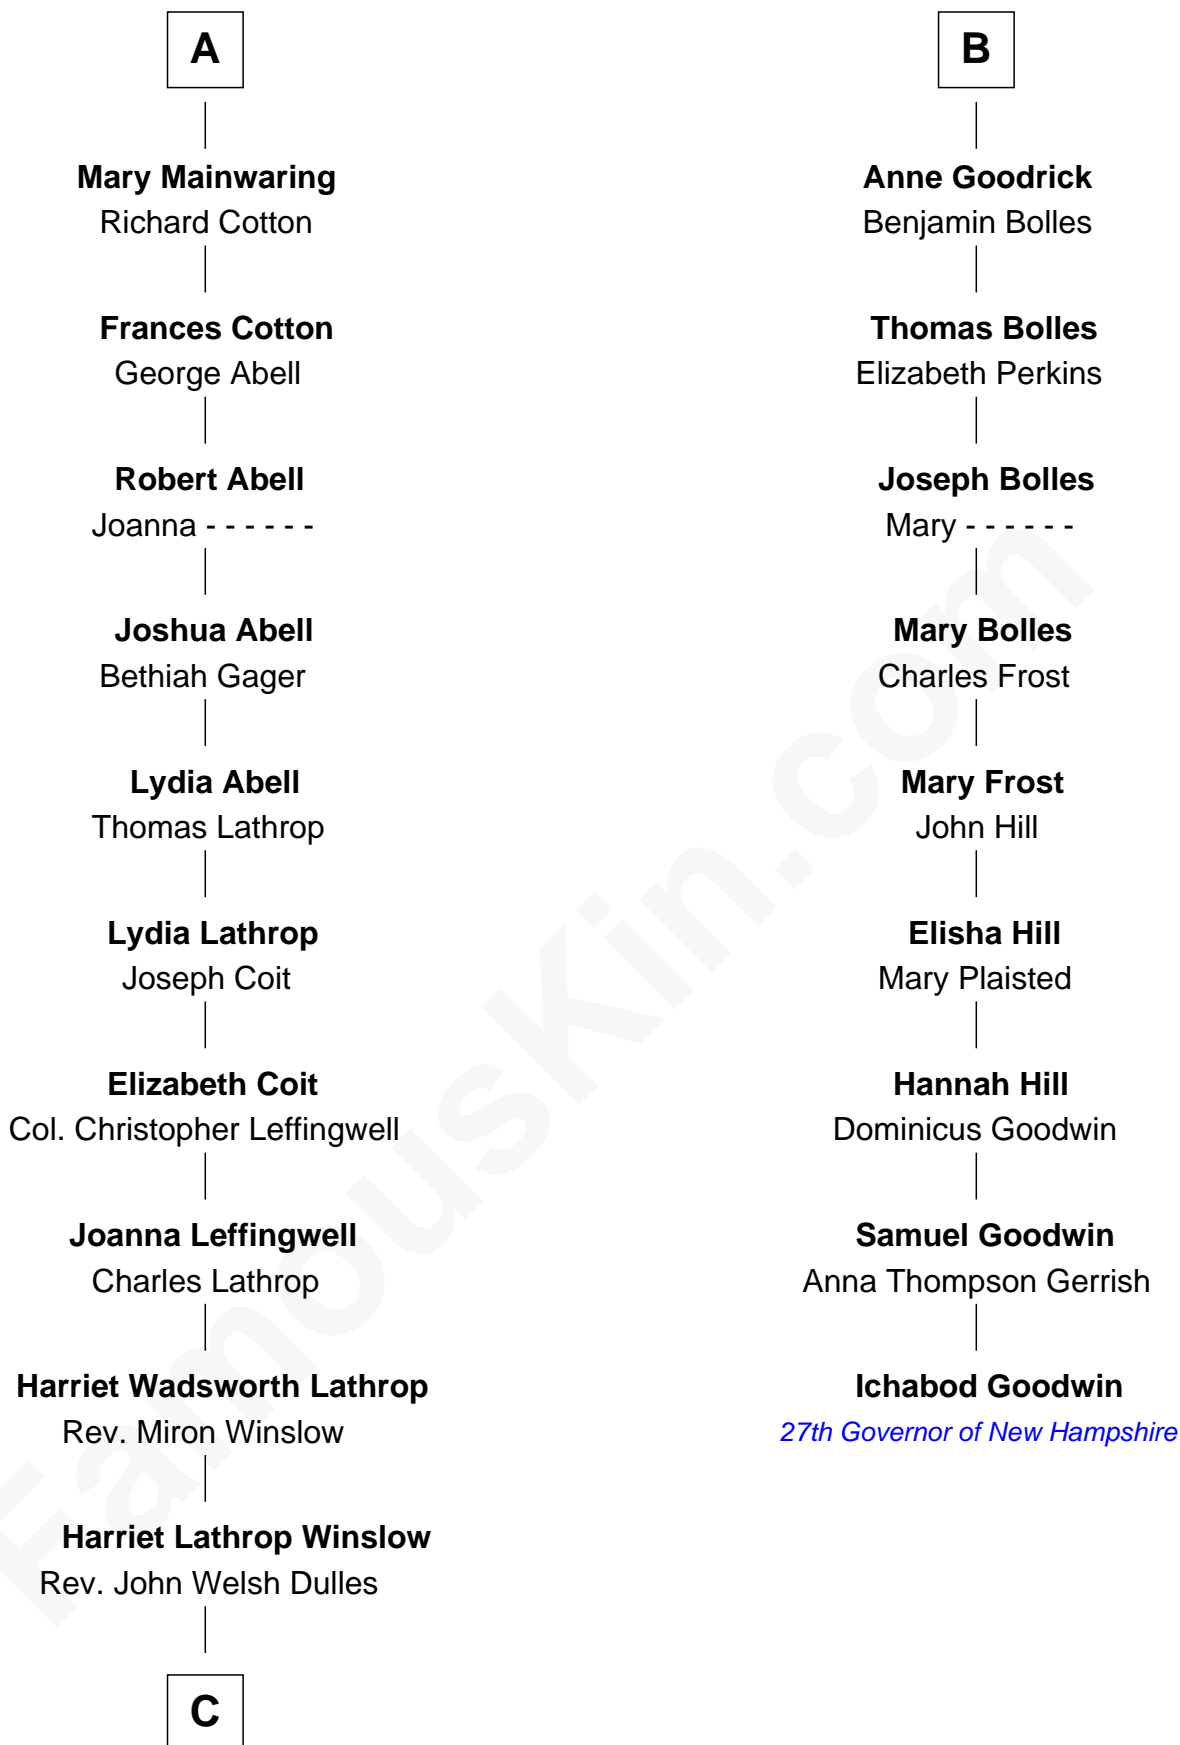 A
Mary Mainwaring
Richard Cotton
Frances Cotton
George Abell
Robert Abell
Joanna - - - - - -
Joshua Abell
Bethiah Gager
Lydia Abell
Thomas Lathrop
Lydia Lathrop
Joseph Coit
Elizabeth Coit
Col. Christopher Leffingwell
Joanna Leffingwell
Charles Lathrop
Harriet Wadsworth Lathrop
Rev. Miron Winslow
Harriet Lathrop Winslow
Rev. John Welsh Dulles
C
B
Anne Goodrick
Benjamin Bolles
Thomas Bolles
Elizabeth Perkins
Joseph Bolles
Mary - - - - - -
Mary Bolles
Charles Frost
Mary Frost
John Hill
Elisha Hill
Mary Plaisted
Hannah Hill
Dominicus Goodwin
Samuel Goodwin
Anna Thompson Gerrish
Ichabod Goodwin
27th Governor of New Hampshire
FamousKin.com